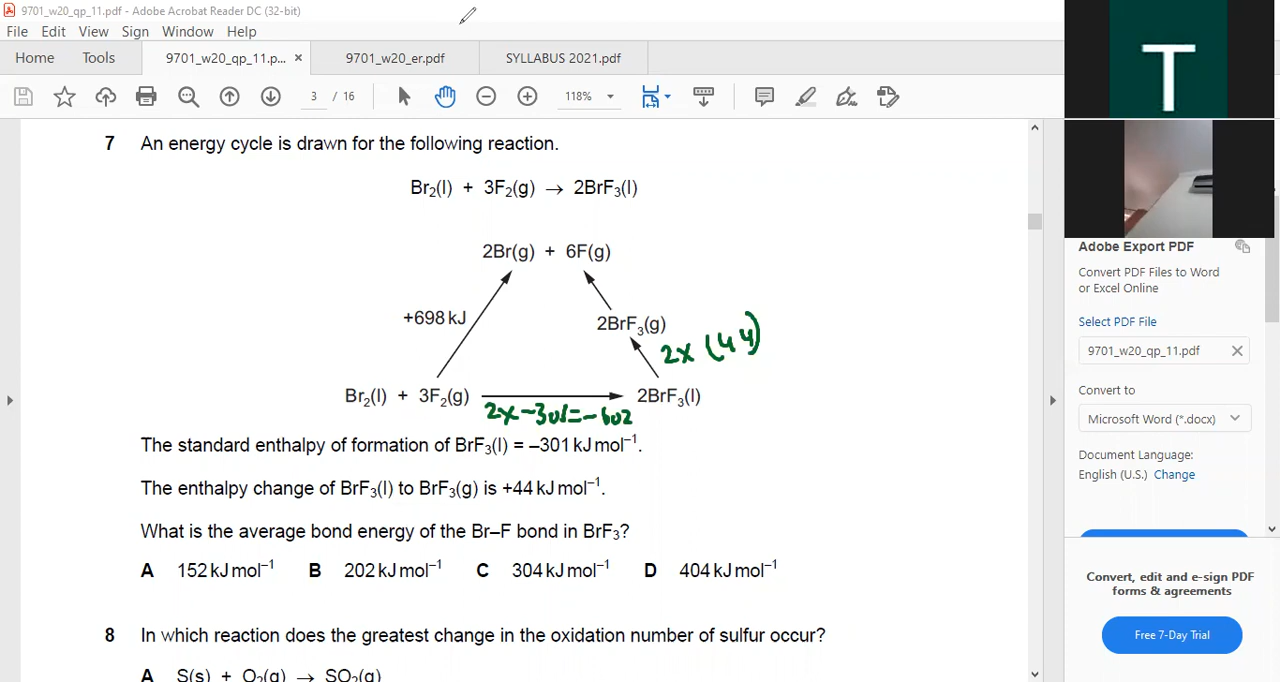 9701_w20_qp_11.pdf - Adobe Acrobat Reader DC (32-bit)
File Edit View Sign Window Help
Home Tools 9701_w20_qp_11.p... × 9701_w20_er.pdf SYLLABUS 2021.pdf
3 / 16 118%
T
7 An energy cycle is drawn for the following reaction.
Br₂(l) + 3F₂(g) → 2BrF₃(l)
2Br(g) + 6F(g)
+698 kJ
2BrF₃(g)
2x (44)
Br₂(l) + 3F₂(g) 2BrF₃(l)
2x -301=-602
The standard enthalpy of formation of BrF₃(l) = –301 kJ mol⁻¹.
The enthalpy change of BrF₃(l) to BrF₃(g) is +44 kJ mol⁻¹.
What is the average bond energy of the Br–F bond in BrF₃?
A 152 kJ mol⁻¹ B 202 kJ mol⁻¹ C 304 kJ mol⁻¹ D 404 kJ mol⁻¹
8 In which reaction does the greatest change in the oxidation number of sulfur occur?
A S(s) + O₂(g) → SO₂(g)
Adobe Export PDF
Convert PDF Files to Word
or Excel Online
Select PDF File
9701_w20_qp_11.pdf ×
Convert to
Microsoft Word (*.docx)
Document Language:
English (U.S.) Change
Convert, edit and e-sign PDF
forms & agreements
Free 7-Day Trial